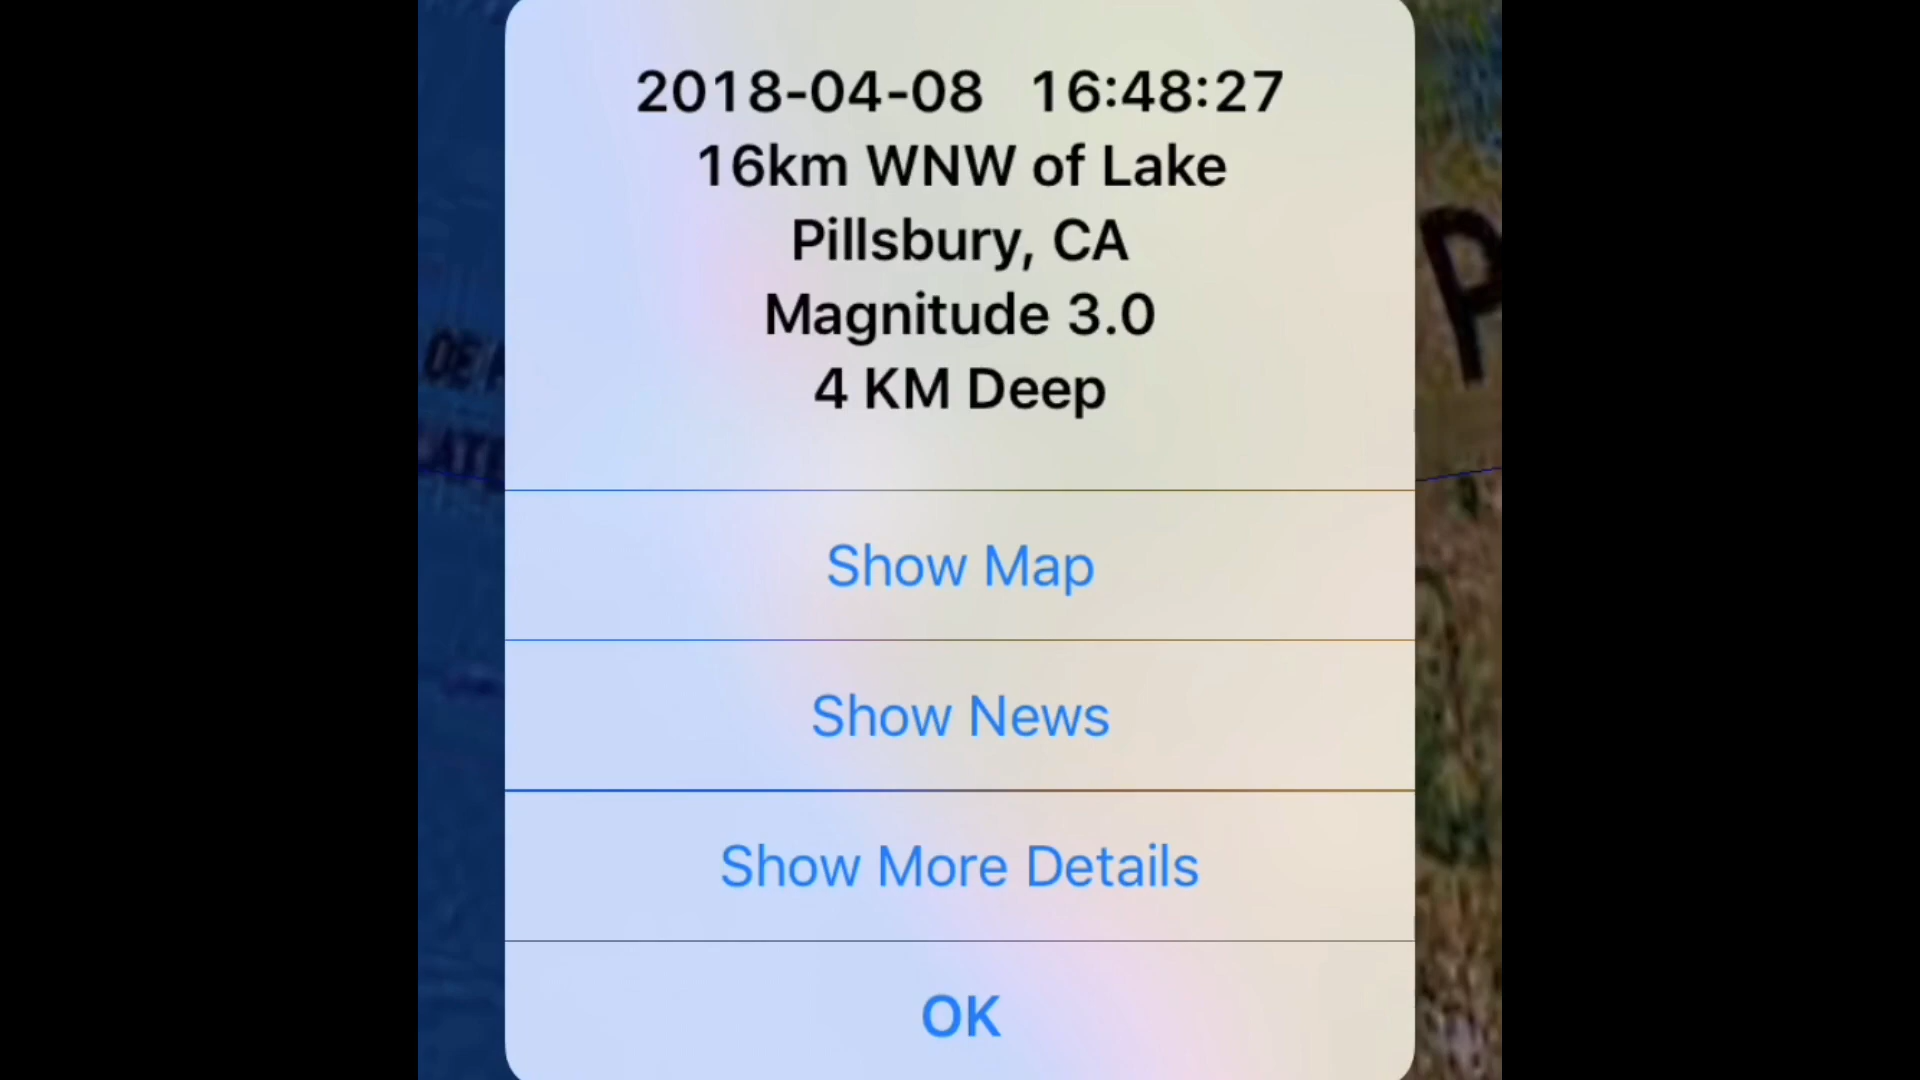 2018-04-08 16:48:27
16km WNW of Lake
Pillsbury, CA
Magnitude 3.0
4 KM Deep
Show Map
Show News
Show More Details
OK
DE
P